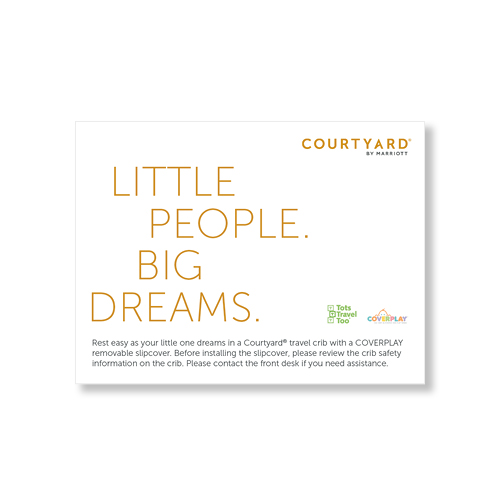 COURTYARD®
BY MARRIOTT
LITTLE
PEOPLE.
BIG
DREAMS.
Tots
Travel
Too
COVERPLAY
Rest easy as your little one dreams in a Courtyard® travel crib with a COVERPLAY
removable slipcover. Before installing the slipcover, please review the crib safety
information on the crib. Please contact the front desk if you need assistance.